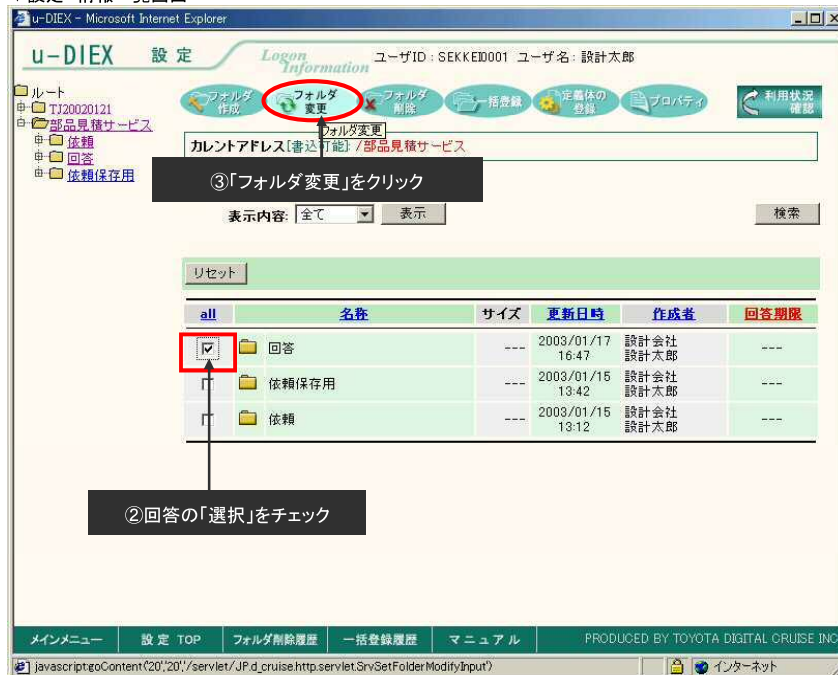 u-DIEX - Microsoft Internet Explorer
u-DIEX 設定 Logon Information ユーザID : SEKKEI0001 ユーザ名 : 設計太郎
フォルダ作成 フォルダ変更 フォルダ削除 一括登録 定義体の登録 プロパティ 利用状況確認
フォルダ変更
ルート
TJ20020121
部品見積サービス
依頼
回答
依頼保存用
カレントアドレス[書込可能]: /部品見積サービス
③「フォルダ変更」をクリック
表示内容: 全て 表示 検索
リセット
all 名称 サイズ 更新日時 作成者 回答期限
回答 --- 2003/01/17 16:47 設計会社 設計太郎 ---
依頼保存用 --- 2003/01/15 13:42 設計会社 設計太郎 ---
依頼 --- 2003/01/15 13:12 設計会社 設計太郎 ---
②回答の「選択」をチェック
メインメニュー 設定 TOP フォルダ削除履歴 一括登録履歴 マニュアル PRODUCED BY TOYOTA DIGITAL CRUISE INC
javascript:goContent('20','20','/servlet/JP.d_cruise.http.servlet.SrvSetFolderModifyInput') インターネット